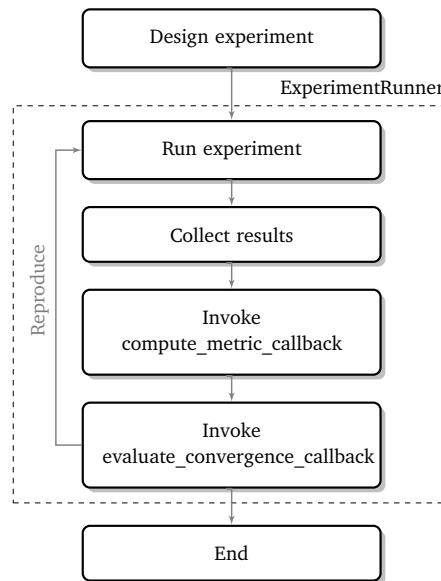 Design experiment
ExperimentRunner
Run experiment
Collect results
Reproduce
Invoke
compute_metric_callback
Invoke
evaluate_convergence_callback
End